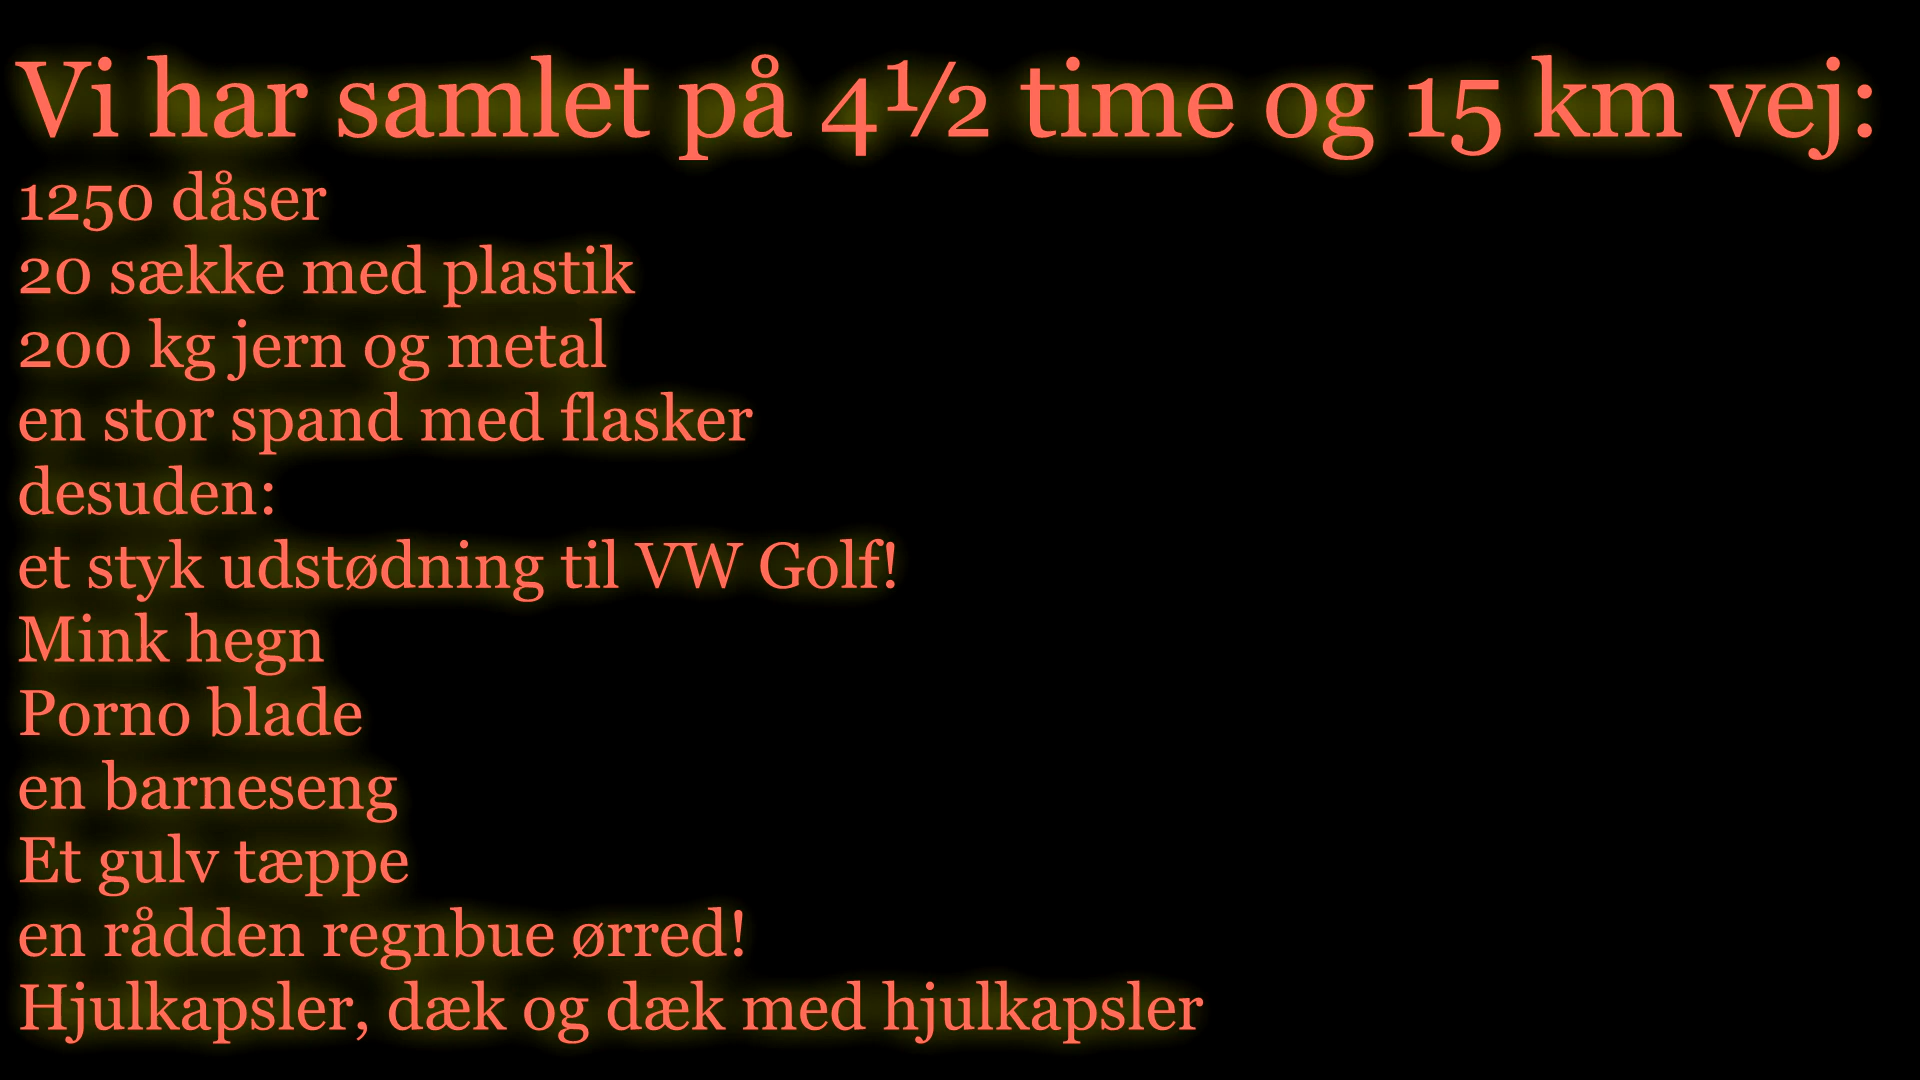 Vi har samlet på 4½ time og 15 km vej:
1250 dåser
20 sække med plastik
200 kg jern og metal
en stor spand med flasker
desuden:
et styk udstødning til VW Golf!
Mink hegn
Porno blade
en barneseng
Et gulv tæppe
en rådden regnbue ørred!
Hjulkapsler, dæk og dæk med hjulkapsler